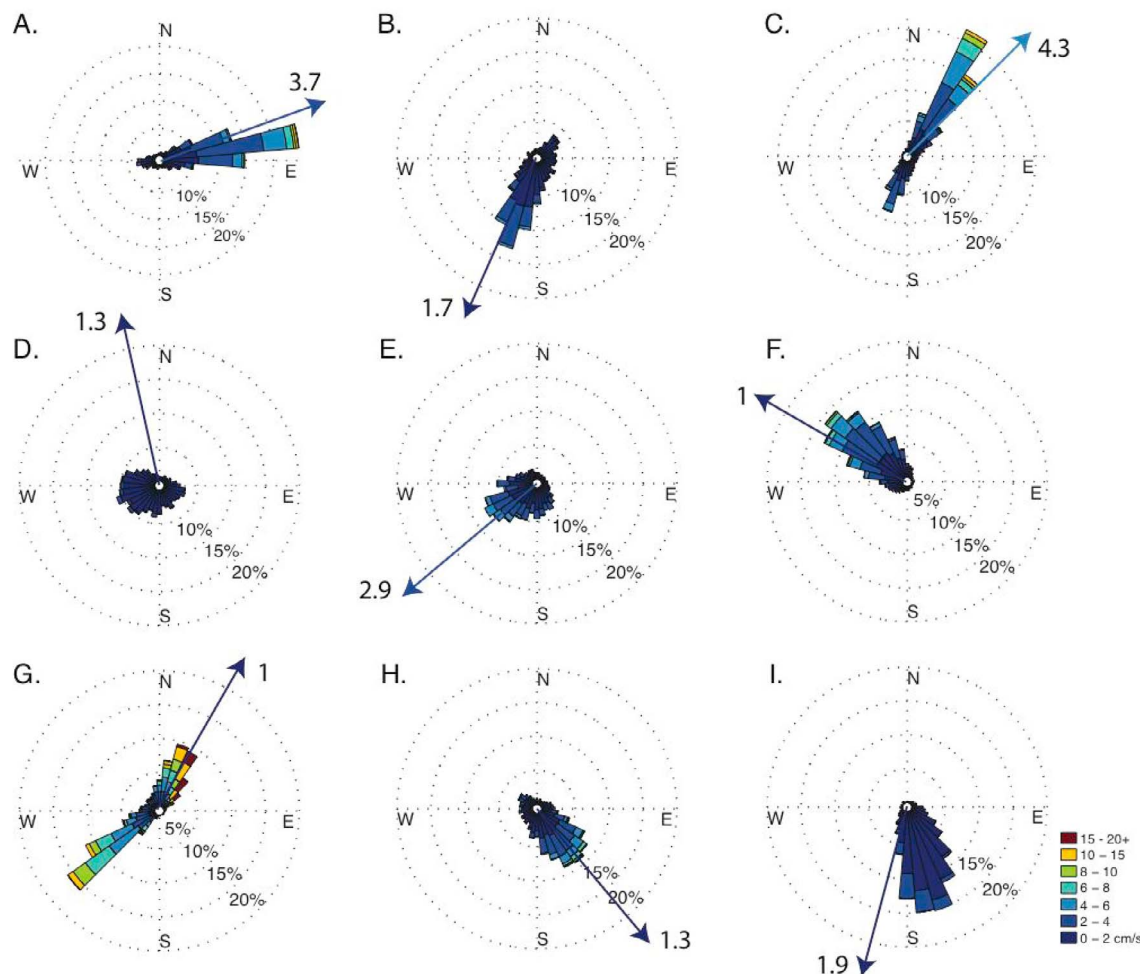 A.
N
3.7
W
E
10%
15%
20%
S
B.
N
W
E
10%
15%
20%
S
1.7
C.
N
4.3
W
E
10%
15%
20%
S
D.
1.3
N
W
E
10%
15%
20%
S
E.
N
W
E
10%
15%
20%
2.9
S
F.
N
1
W
E
5%
10%
15%
20%
S
G.
N
1
W
E
5%
10%
15%
20%
S
H.
N
W
E
15%
20%
1.3
S
I.
N
W
E
15%
20%
S
1.9
15 - 20+
10 - 15
8 - 10
6 - 8
4 - 6
2 - 4
0 - 2 cm/s